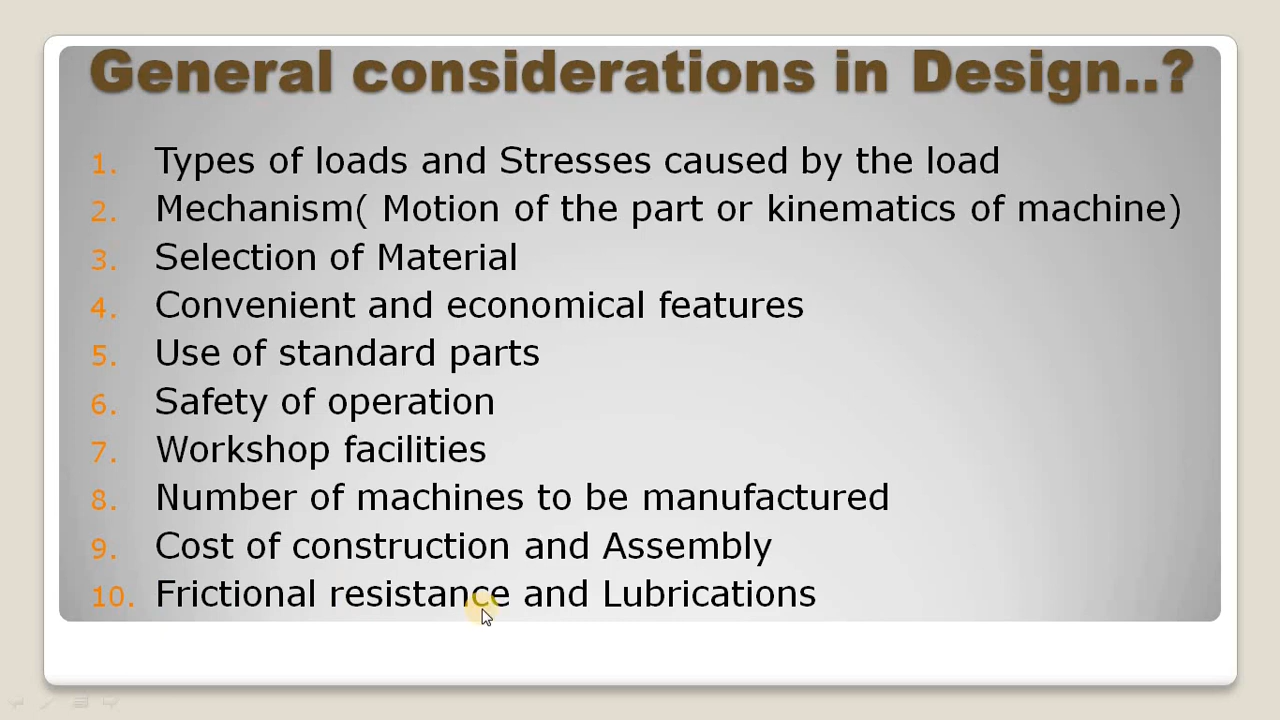 General considerations in Design..?
1. Types of loads and Stresses caused by the load
2. Mechanism( Motion of the part or kinematics of machine)
3. Selection of Material
4. Convenient and economical features
5. Use of standard parts
6. Safety of operation
7. Workshop facilities
8. Number of machines to be manufactured
9. Cost of construction and Assembly
10. Frictional resistance and Lubrications